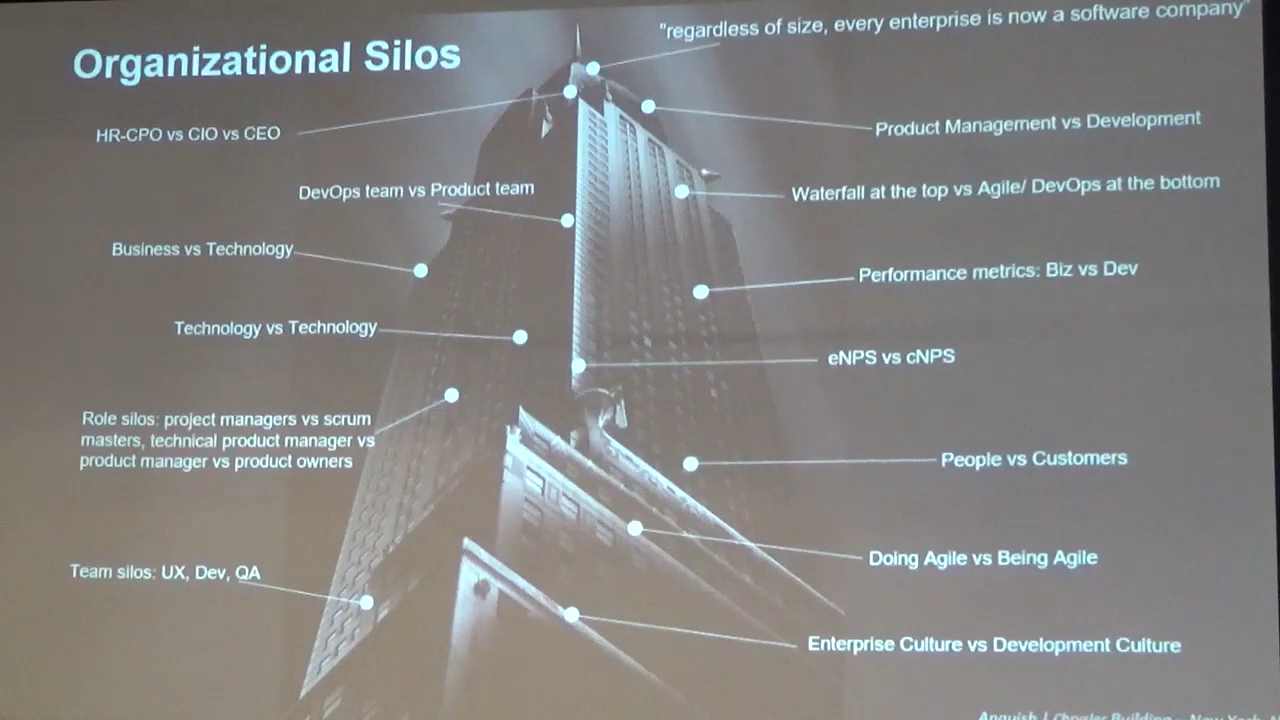 Organizational Silos
"regardless of size, every enterprise is now a software company"
HR-CPO vs CIO vs CEO
Product Management vs Development
DevOps team vs Product team
Waterfall at the top vs Agile/ DevOps at the bottom
Business vs Technology
Performance metrics: Biz vs Dev
Technology vs Technology
eNPS vs cNPS
Role silos: project managers vs scrum
masters, technical product manager vs
product manager vs product owners
People vs Customers
Doing Agile vs Being Agile
Team silos: UX, Dev, QA
Enterprise Culture vs Development Culture